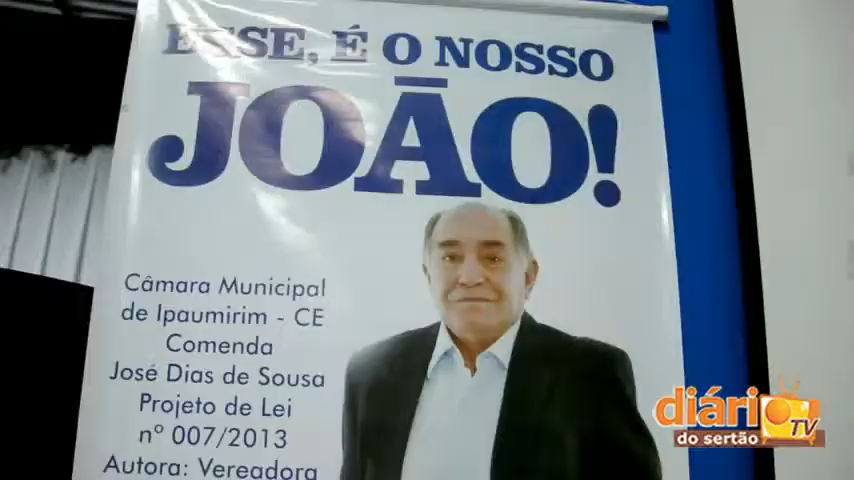 ESSE, É O NOSSO
JOÃO!
Câmara Municipal
de Ipaumirim - CE
Comenda
José Dias de Sousa
Projeto de Lei
nº 007/2013
Autora: Vereadora
diário
TV
do sertão